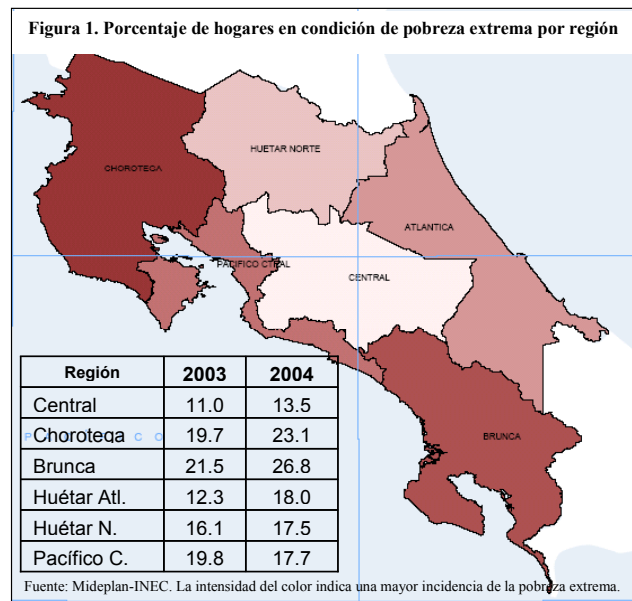 Figura 1. Porcentaje de hogares en condición de pobreza extrema por región
HUETAR NORTE
CHOROTEGA
ATLANTICA
PACIFICO CTRAL
CENTRAL
BRUNCA
Región 2003 2004
Central 11.0 13.5
Choroteqa 19.7 23.1
Brunca 21.5 26.8
Huétar Atl. 12.3 18.0
Huétar N. 16.1 17.5
Pacífico C. 19.8 17.7
Fuente: Mideplan-INEC. La intensidad del color indica una mayor incidencia de la pobreza extrema.